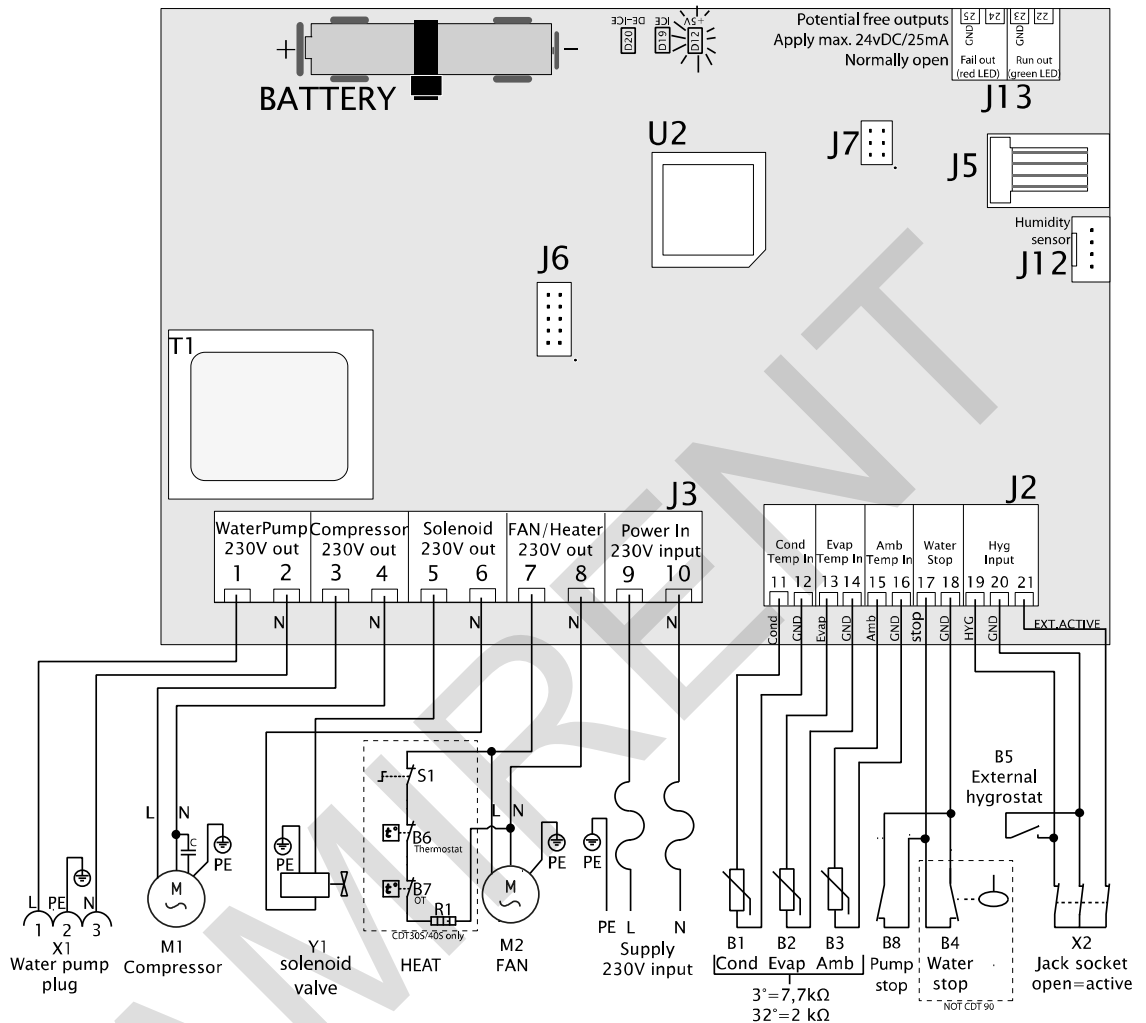 DE-ICE ICE +5V
D20 D19 D12
+ -
BATTERY
Potential free outputs
Apply max. 24vDC/25mA
Normally open
25 24 23 22
GND GND
Fail out Run out
(red LED) (green LED)
J13
U2
J7
J5
Humidity
sensor
J12
J6
T1
J3
J2
WaterPump
230V out
1 2
Compressor
230V out
3 4
Solenoid
230V out
5 6
FAN/Heater
230V out
7 8
Power In
230V input
9 10
Cond
Temp In
11 12
Evap
Temp In
13 14
Amb
Temp In
15 16
Water
Stop
17 18
Hyg
Input
19 20 21
N N N N N
Cond GND Evap GND Amb GND stop GND HYG GND EXT.ACTIVE
L PE N
1 2 3
X1
Water pump
plug
L N
C
PE
M
M1
Compressor
PE
Y1
solenoid
valve
S1
t°
B6
Thermostat
t°
B7
OT
R1
CDT30S/40S only
HEAT
L N
PE
M
M2
FAN
PE
PE L N
Supply
230V input
B1 B2 B3
Cond Evap Amb
3°=7,7kΩ
32°=2 kΩ
B8
Pump
stop
B4
Water
stop
NOT CDT 90
B5
External
hygrostat
X2
Jack socket
open=active
AMIRENT